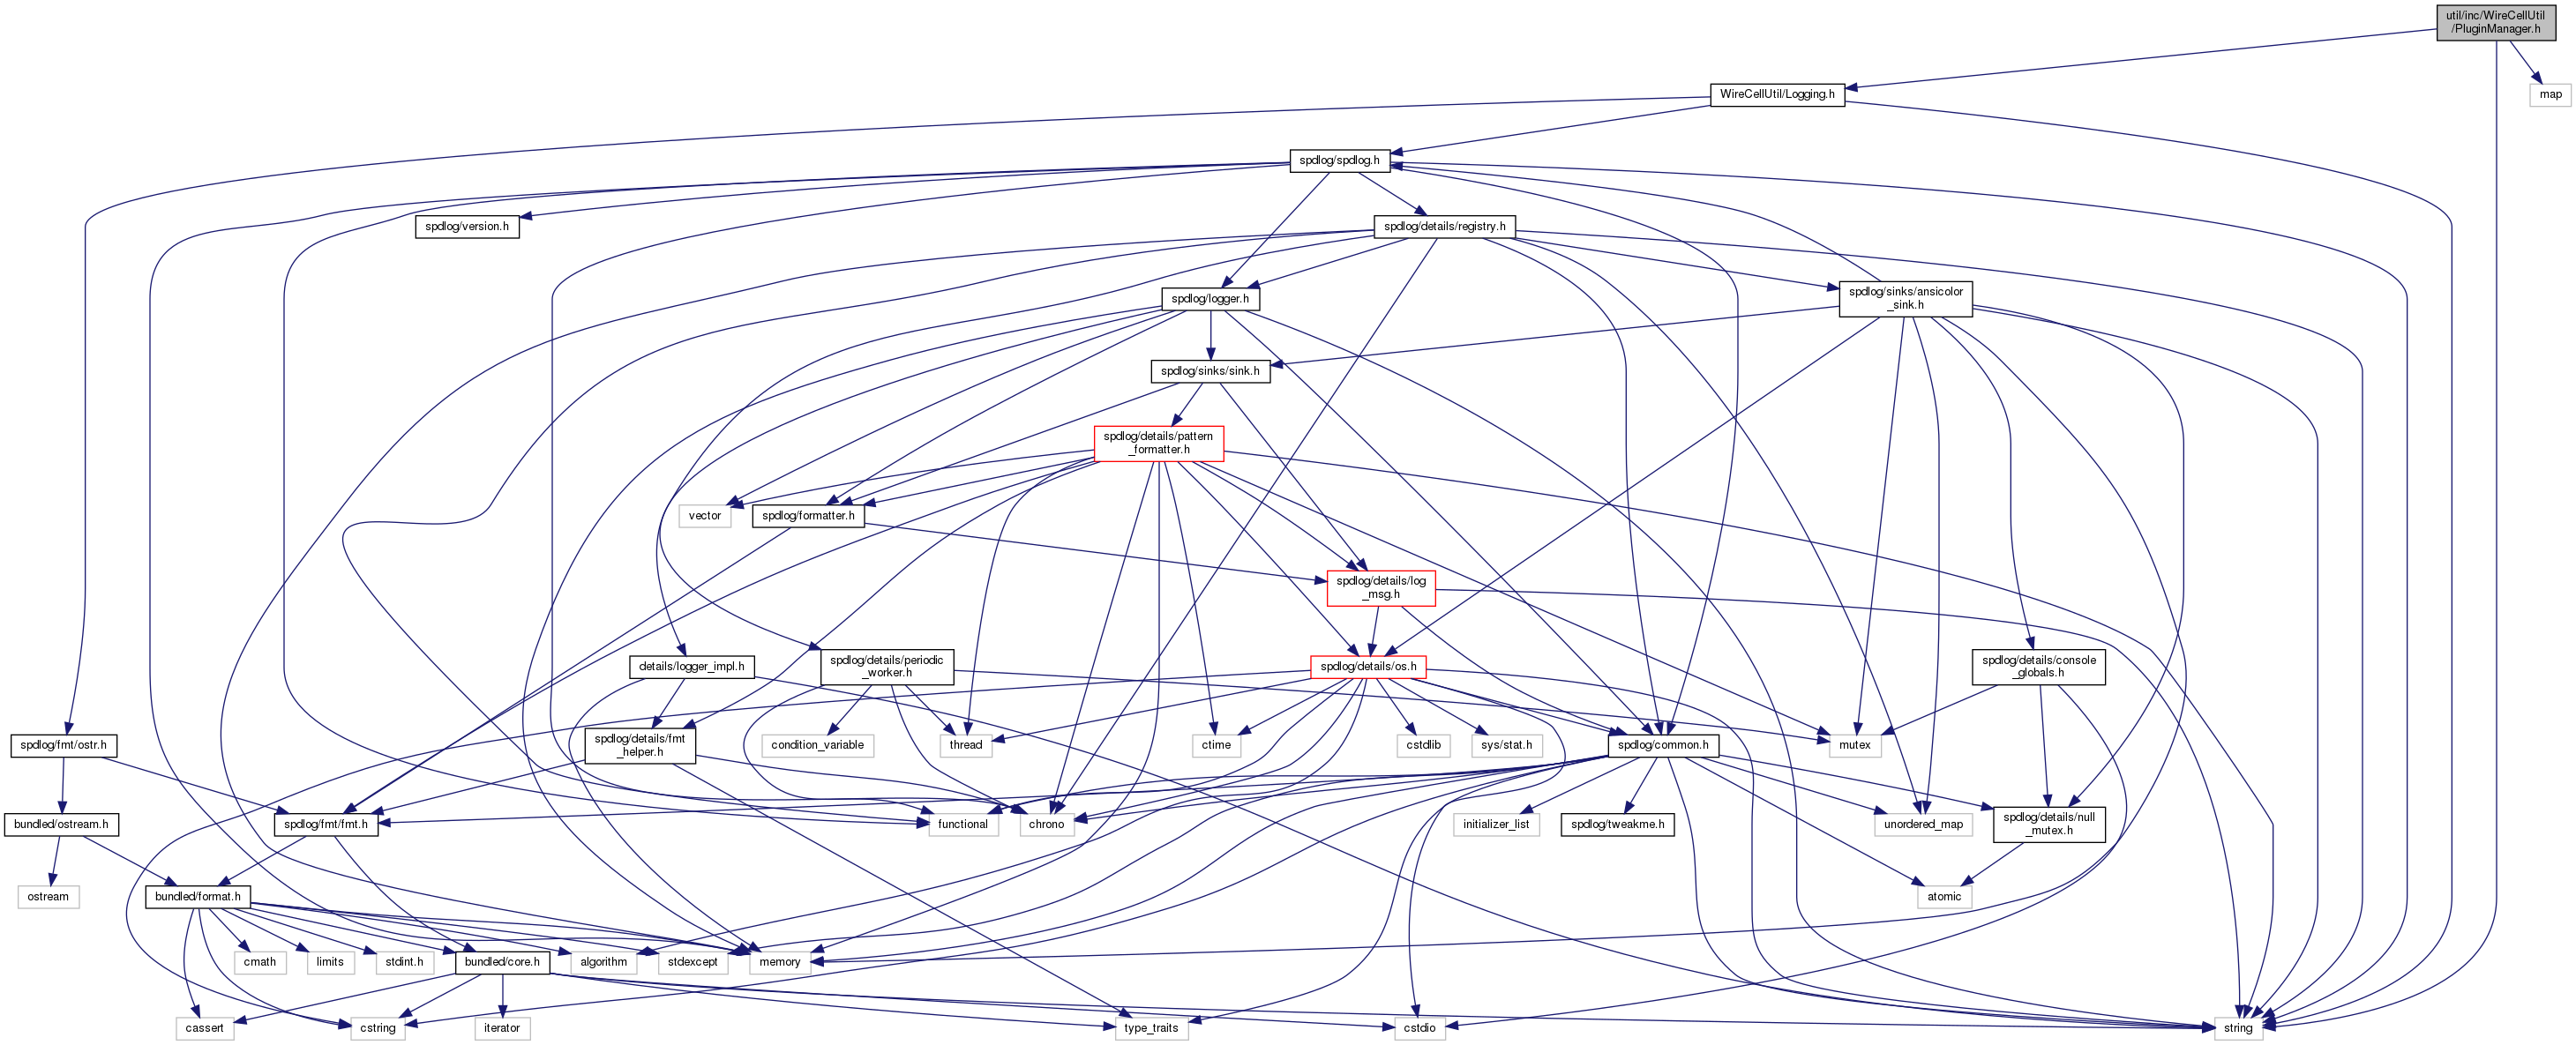 util/inc/WireCellUtil
/PluginManager.h
WireCellUtil/Logging.h
map
spdlog/spdlog.h
spdlog/version.h
spdlog/details/registry.h
spdlog/logger.h
spdlog/sinks/ansicolor
_sink.h
spdlog/sinks/sink.h
spdlog/details/pattern
_formatter.h
vector
spdlog/formatter.h
spdlog/details/log
_msg.h
details/logger_impl.h
spdlog/details/periodic
_worker.h
spdlog/details/os.h
spdlog/details/console
_globals.h
spdlog/fmt/ostr.h
spdlog/details/fmt
_helper.h
condition_variable
thread
ctime
cstdlib
sys/stat.h
spdlog/common.h
mutex
bundled/ostream.h
spdlog/fmt/fmt.h
functional
chrono
initializer_list
spdlog/tweakme.h
unordered_map
spdlog/details/null
_mutex.h
ostream
bundled/format.h
atomic
cmath
limits
stdint.h
bundled/core.h
algorithm
stdexcept
memory
cassert
cstring
iterator
type_traits
cstdio
string